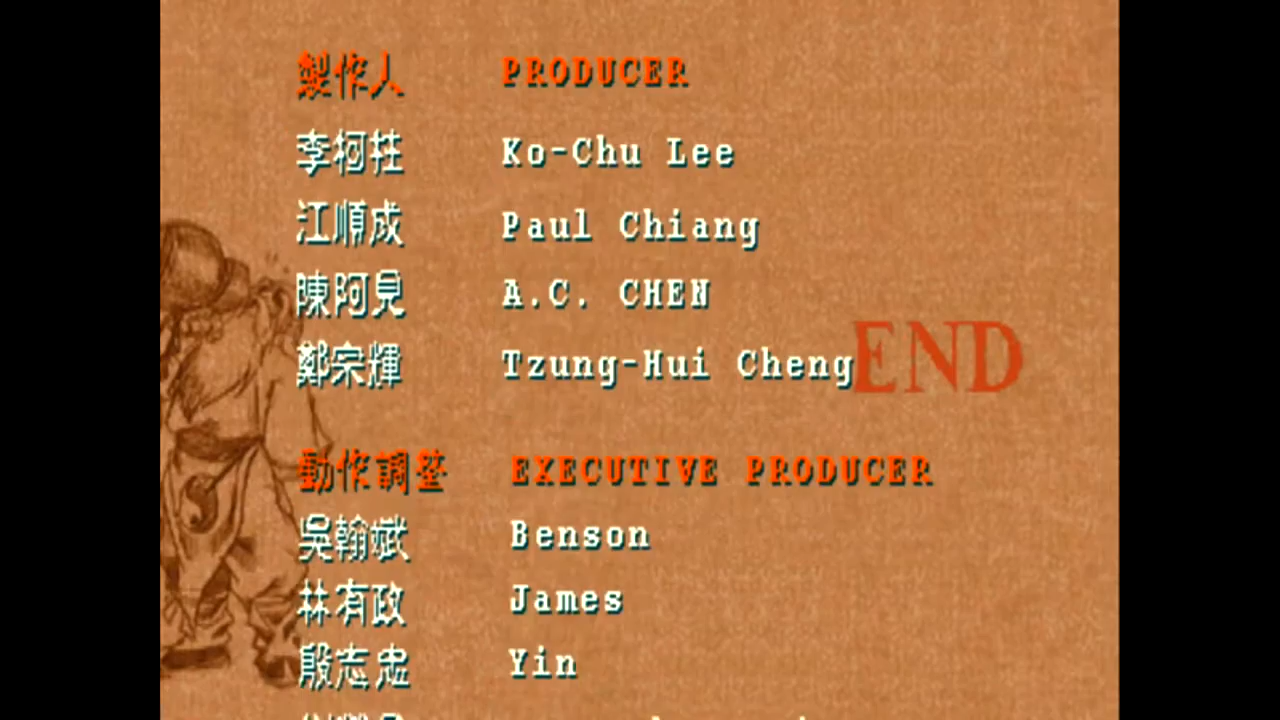 製作人 PRODUCER
李柯柱 Ko-Chu Lee
江順成 Paul Chiang
陳阿見 A.C. CHEN
鄭宗輝 Tzung-Hui Cheng
END
動作調整 EXECUTIVE PRODUCER
吳翰斌 Benson
林有政 James
殷志忠 Yin